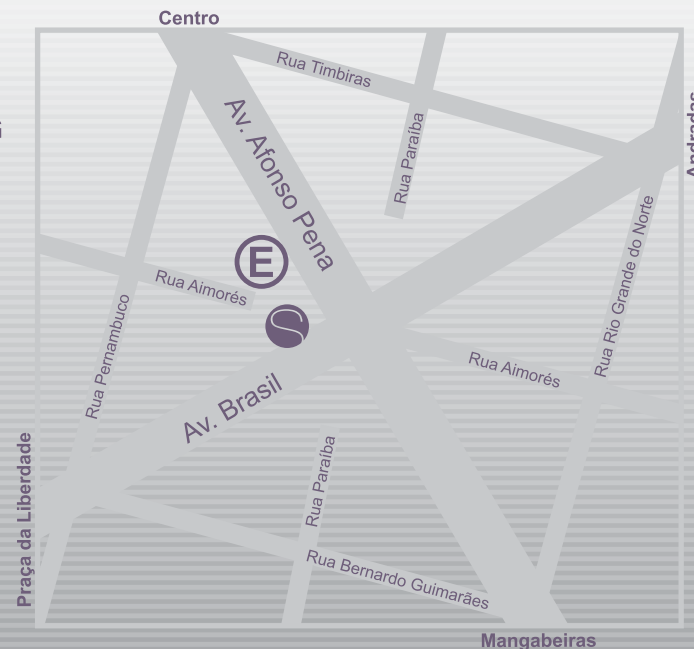 Centro
Rua Timbiras
Av. Afonso Pena
Rua Paraíba
Rua Rio Grande do Norte
E
Rua Aimorés
S
Rua Pernambuco
Rua Aimorés
Av. Brasil
Praça da Liberdade
Rua Paraíba
Rua Bernardo Guimarães
Mangabeiras